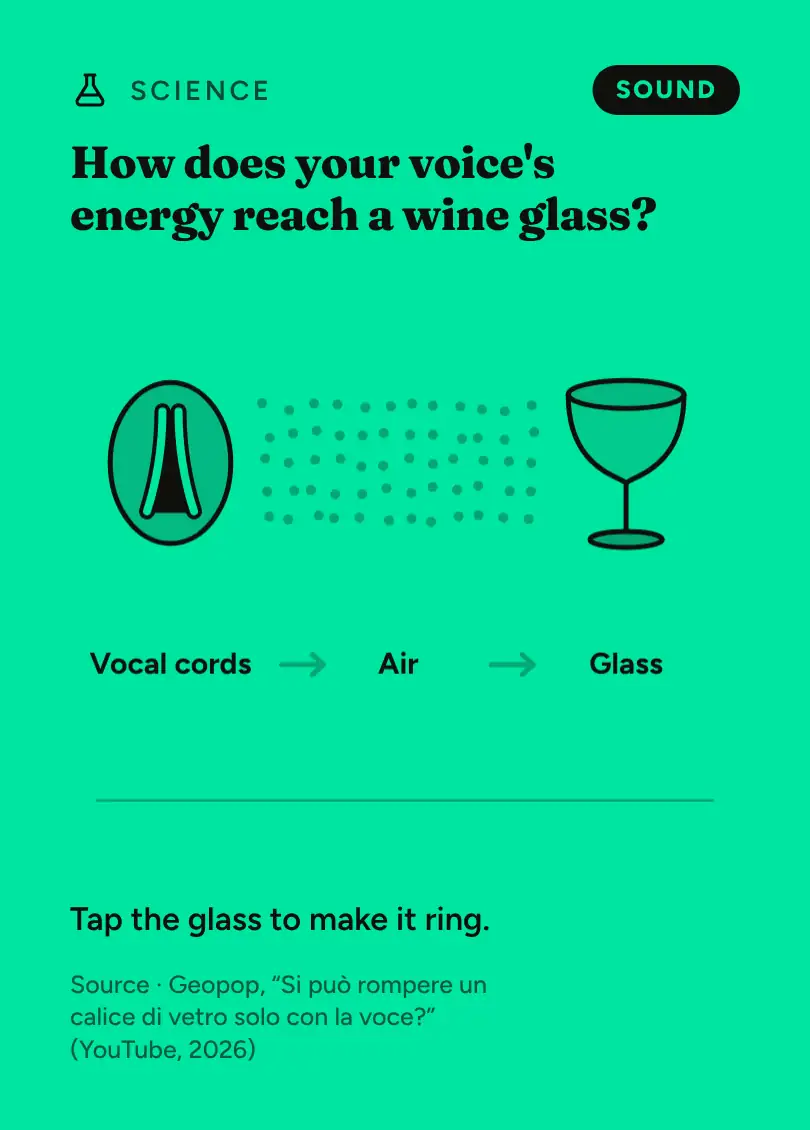 SCIENCE
SOUND
How does your voice's
energy reach a wine glass?
Vocal cords → Air → Glass
Tap the glass to make it ring.
Source · Geopop, “Si può rompere un
calice di vetro solo con la voce?”
(YouTube, 2026)